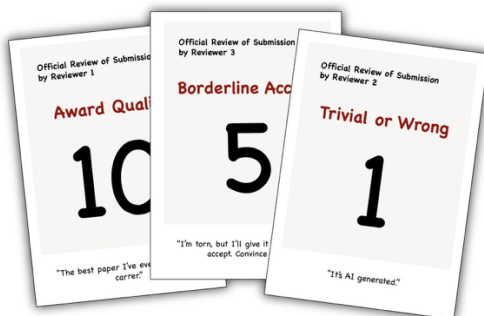 Official Review of Submission
by Reviewer 1
Award
10
"The best paper I've
carrer."
Official Review of Submission
by Reviewer 3
Borderline
5
"I'm torn, but I'll give it
accept. Convince
Official Review of Submission
by Reviewer 2
Trivial or Wrong
1
"It's AI generated."